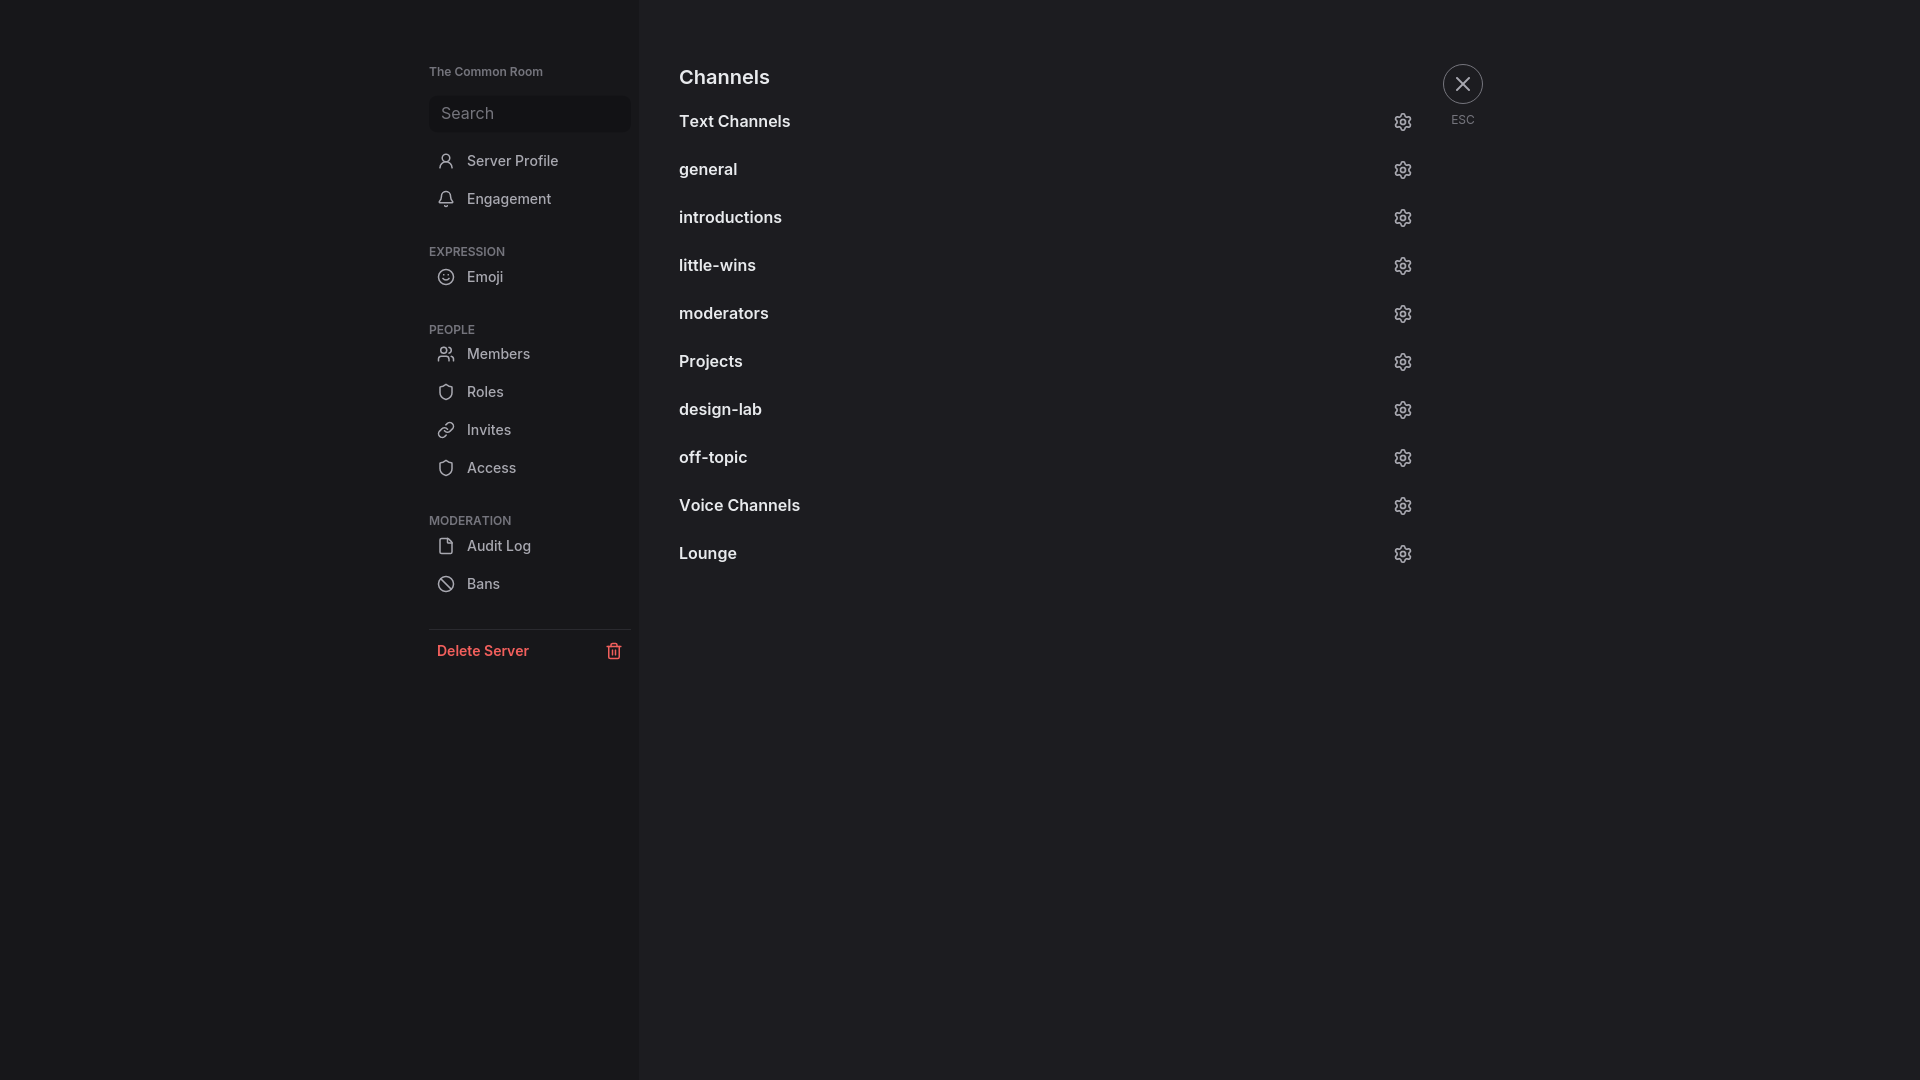 The Common Room
Search
Server Profile
Engagement
EXPRESSION
Emoji
PEOPLE
Members
Roles
Invites
Access
MODERATION
Audit Log
Bans
Delete Server
Channels
Text Channels
general
introductions
little-wins
moderators
Projects
design-lab
off-topic
Voice Channels
Lounge
ESC